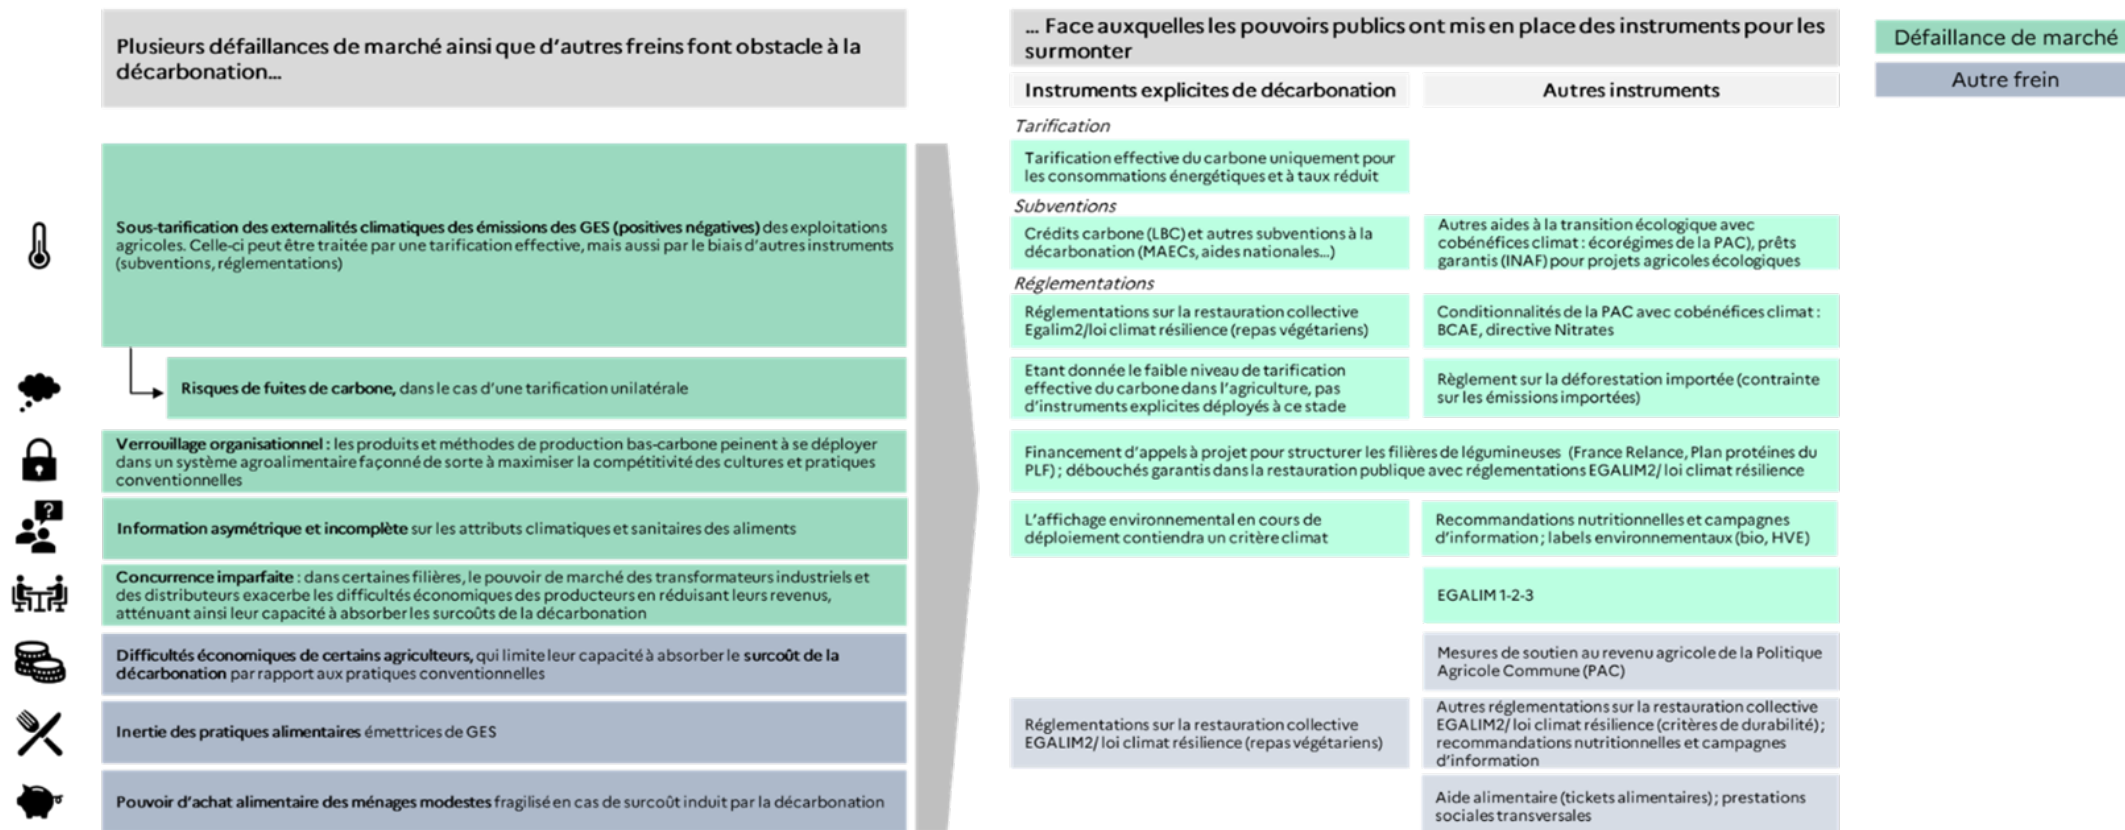 Plusieurs défaillances de marché ainsi que d'autres freins font obstacle à la
décarbonation...
... Face auxquelles les pouvoirs publics ont mis en place des instruments pour les
surmonter
Défaillance de marché
Autre frein
Instruments explicites de décarbonation
Autres instruments
Sous-tarification des externalités climatiques des émissions des GES (positives négatives) des exploitations
agricoles. Celle-ci peut être traitée par une tarification effective, mais aussi par le biais d'autres instruments
(subventions, réglementations)
Tarification
Tarification effective du carbone uniquement pour
les consommations énergétiques et à taux réduit
Subventions
Crédits carbone (LBC) et autres subventions à la
décarbonation (MAECs, aides nationales...)
Autres aides à la transition écologique avec
cobénéfices climat : écorégimes de la PAC), prêts
garantis (INAF) pour projets agricoles écologiques
Réglementations
Réglementations sur la restauration collective
Egalim2/loi climat résilience (repas végétariens)
Conditionnalités de la PAC avec cobénéfices climat :
BCAE, directive Nitrates
Risques de fuites de carbone, dans le cas d'une tarification unilatérale
Etant donnée le faible niveau de tarification
effective du carbone dans l'agriculture, pas
d'instruments explicites déployés à ce stade
Règlement sur la déforestation importée (contrainte
sur les émissions importées)
Verrouillage organisationnel : les produits et méthodes de production bas-carbone peinent à se déployer
dans un système agroalimentaire façonné de sorte à maximiser la compétitivité des cultures et pratiques
conventionnelles
Financement d'appels à projet pour structurer les filières de légumineuses (France Relance, Plan protéines du
PLF) ; débouchés garantis dans la restauration publique avec réglementations EGALIM2/ loi climat résilience
?
Information asymétrique et incomplète sur les attributs climatiques et sanitaires des aliments
L'affichage environnemental en cours de
déploiement contiendra un critère climat
Recommandations nutritionnelles et campagnes
d'information ; labels environnementaux (bio, HVE)
Concurrence imparfaite : dans certaines filières, le pouvoir de marché des transformateurs industriels et
des distributeurs exacerbe les difficultés économiques des producteurs en réduisant leurs revenus,
atténuant ainsi leur capacité à absorber les surcoûts de la décarbonation
EGALIM 1-2-3
Difficultés économiques de certains agriculteurs, qui limite leur capacité à absorber le surcoût de la
décarbonation par rapport aux pratiques conventionnelles
Mesures de soutien au revenu agricole de la Politique
Agricole Commune (PAC)
Inertie des pratiques alimentaires émettrices de GES
Réglementations sur la restauration collective
EGALIM2/ loi climat résilience (repas végétariens)
Autres réglementations sur la restauration collective
EGALIM2/ loi climat résilience (critères de durabilité) ;
recommandations nutritionnelles et campagnes
d'information
Pouvoir d'achat alimentaire des ménages modestes fragilisé en cas de surcoût induit par la décarbonation
Aide alimentaire (tickets alimentaires) ; prestations
sociales transversales